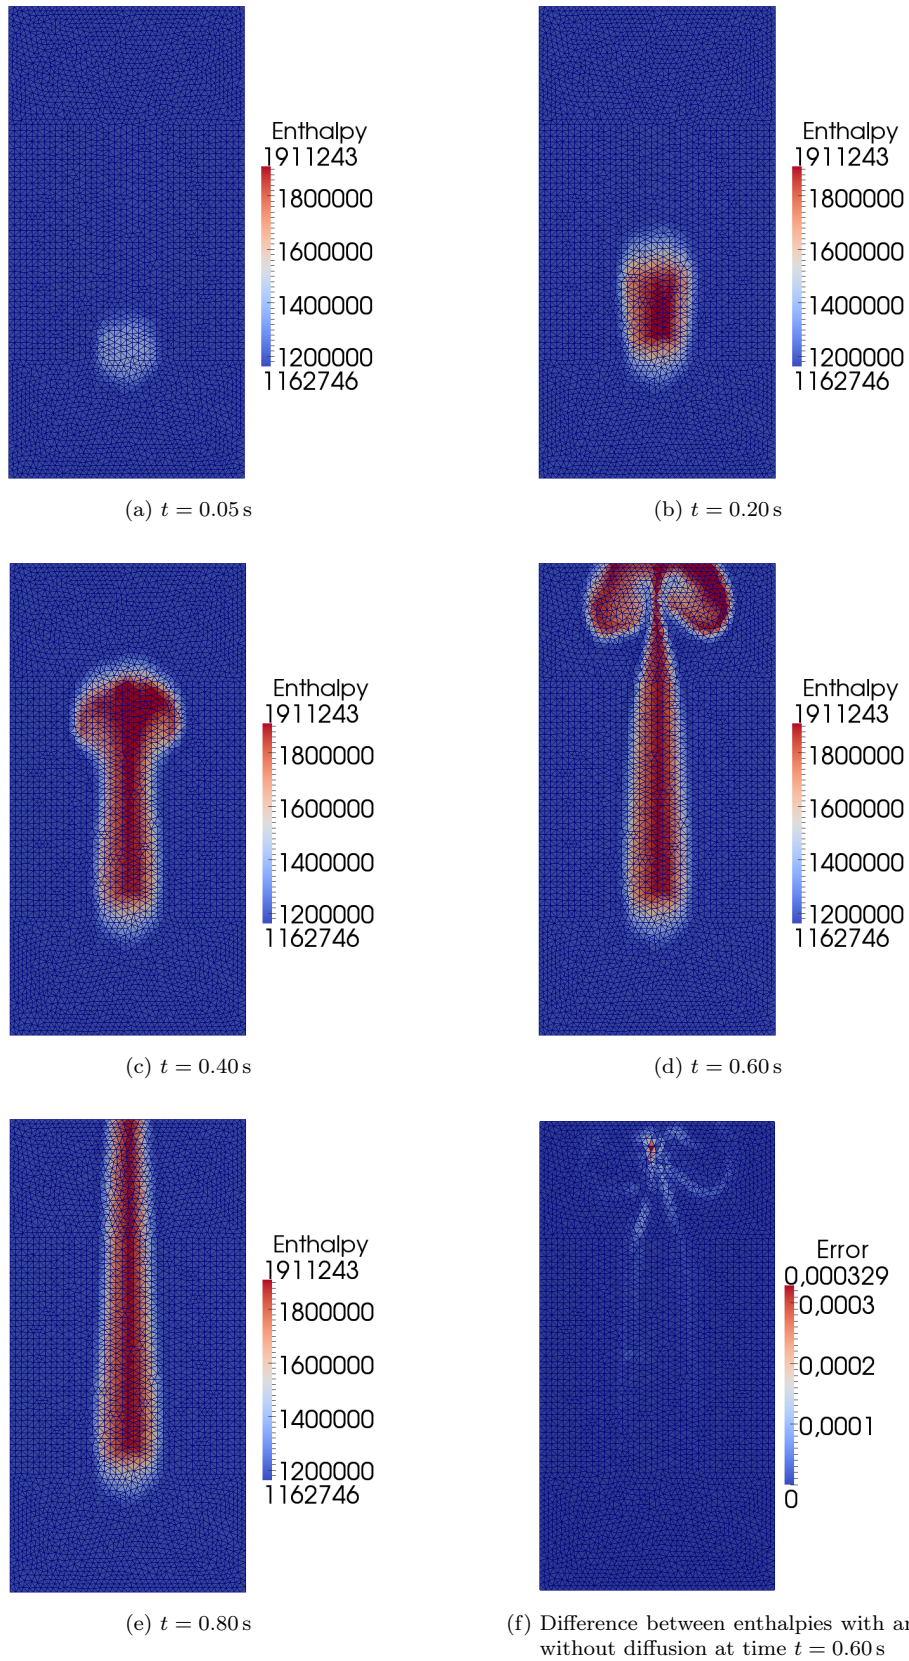 Enthalpy
1911243
1800000
1600000
1400000
1200000
1162746
(a) t = 0.05 s
Enthalpy
1911243
1800000
1600000
1400000
1200000
1162746
(b) t = 0.20 s
Enthalpy
1911243
1800000
1600000
1400000
1200000
1162746
(c) t = 0.40 s
Enthalpy
1911243
1800000
1600000
1400000
1200000
1162746
(d) t = 0.60 s
Enthalpy
1911243
1800000
1600000
1400000
1200000
1162746
(e) t = 0.80 s
Error
0,000329
0,0003
0,0002
0,0001
0
(f) Difference between enthalpies with an
without diffusion at time t = 0.60 s